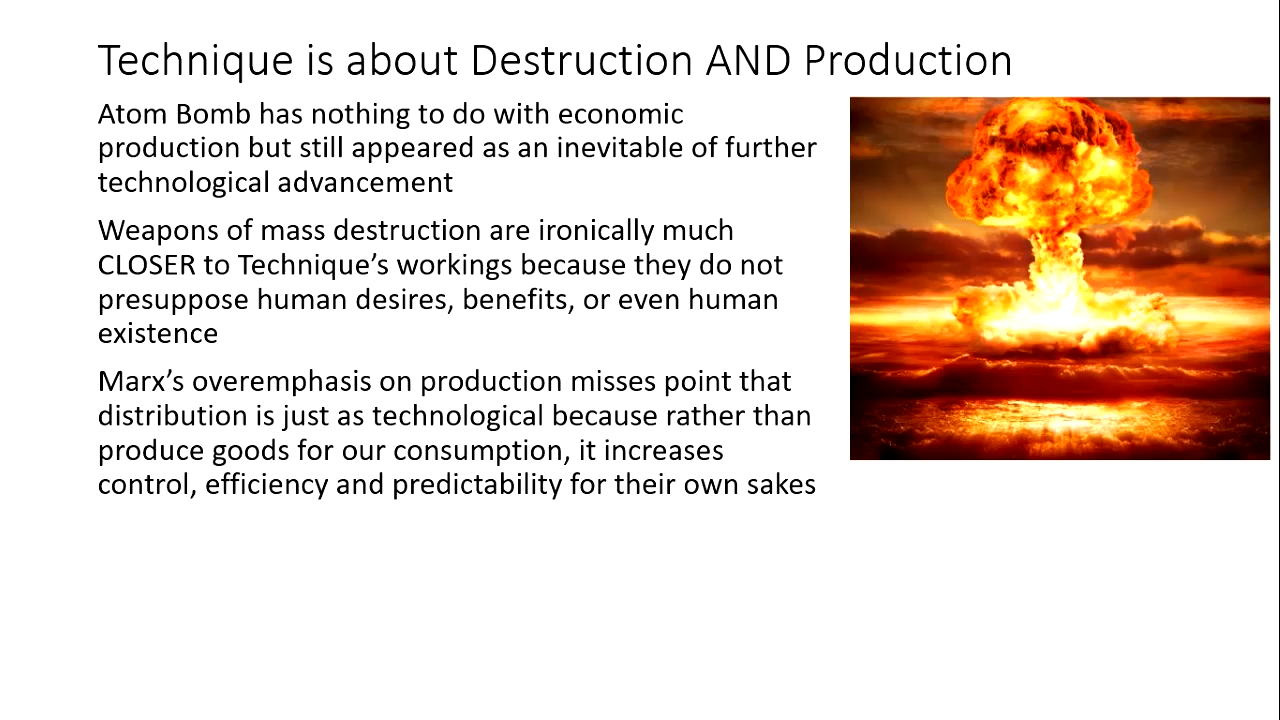 Technique is about Destruction AND Production
Atom Bomb has nothing to do with economic
production but still appeared as an inevitable of further
technological advancement
Weapons of mass destruction are ironically much
CLOSER to Technique’s workings because they do not
presuppose human desires, benefits, or even human
existence
Marx’s overemphasis on production misses point that
distribution is just as technological because rather than
produce goods for our consumption, it increases
control, efficiency and predictability for their own sakes